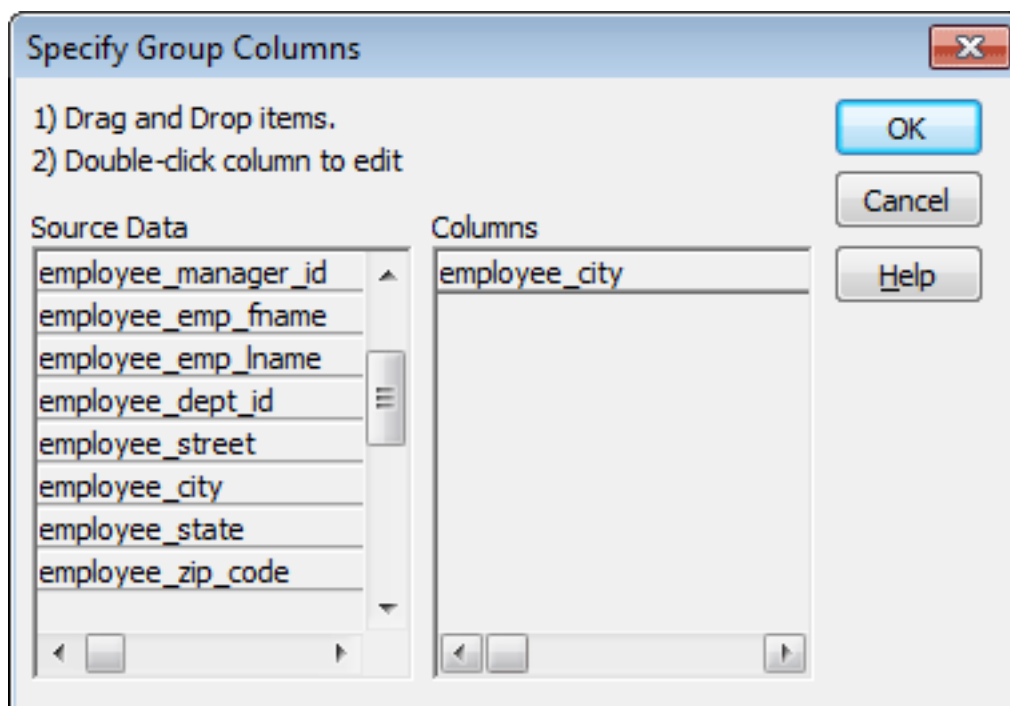 Specify Group Columns
1) Drag and Drop items.
2) Double-click column to edit
OK
Cancel
Help
Source Data
employee_manager_id
employee_emp_fname
employee_emp_lname
employee_dept_id
employee_street
employee_city
employee_state
employee_zip_code
Columns
employee_city